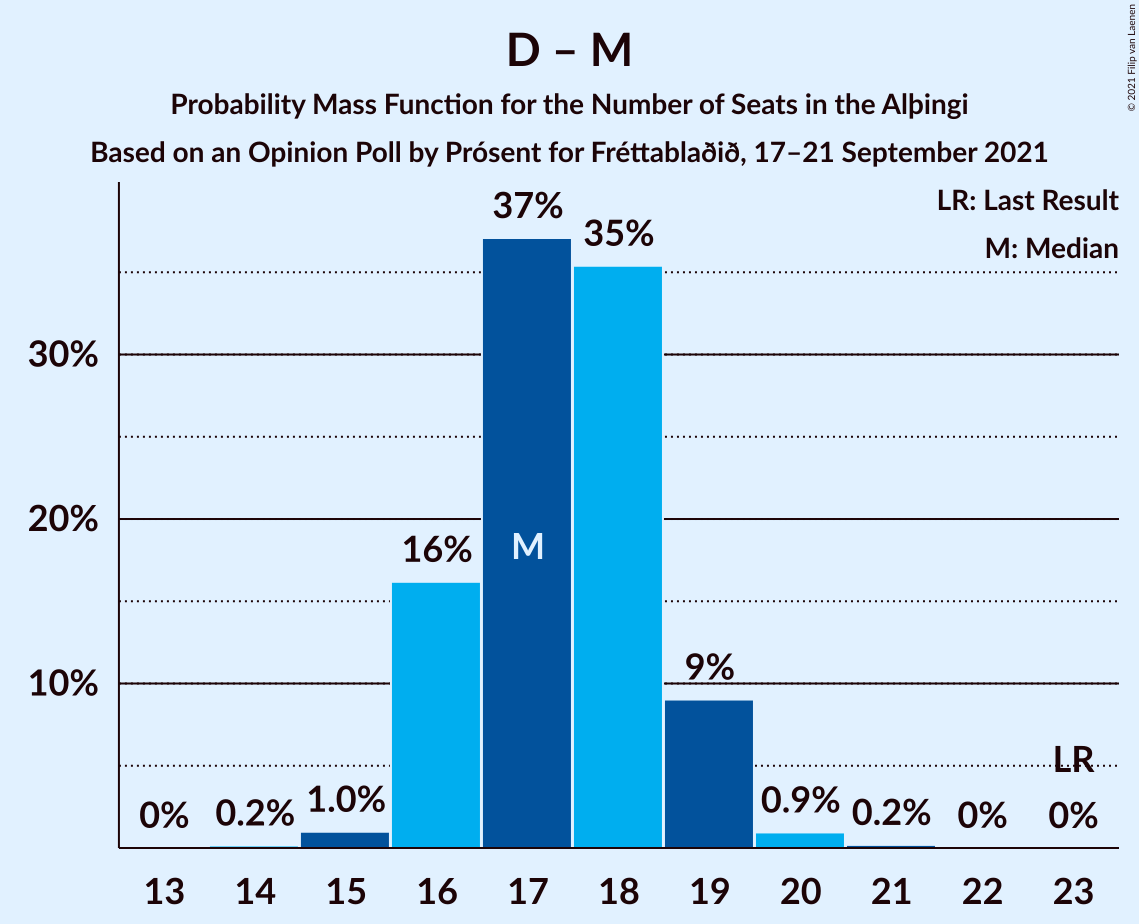 D – M
Probability Mass Function for the Number of Seats in the Alþingi
Based on an Opinion Poll by Prósent for Fréttablaðið, 17–21 September 2021
© 2021 Filip van Laenen
LR: Last Result
M: Median
37%
35%
30%
20%
16%
M
10%
9%
LR
0%
0.2%
1.0%
0.9%
0.2%
0%
0%
13 14 15 16 17 18 19 20 21 22 23